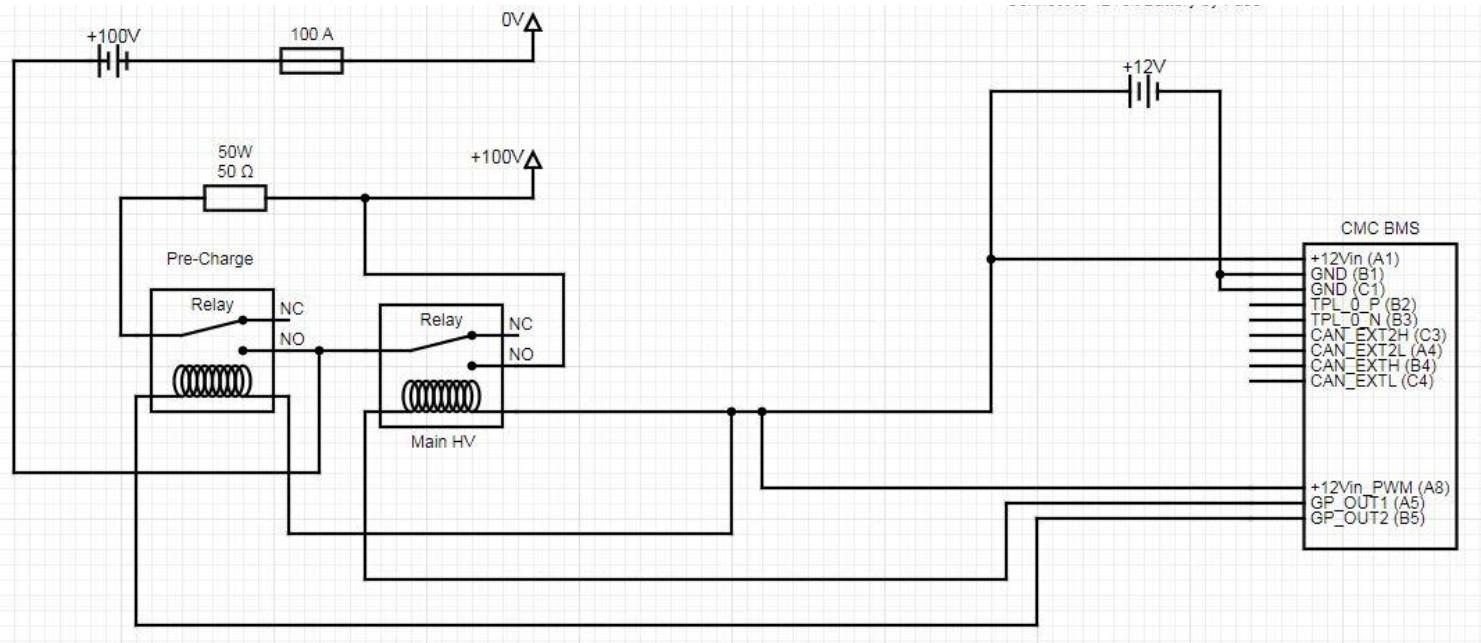 0V
+100V
100 A
+12V
50W
50 Ω
+100V
CMC BMS
Pre-Charge
Relay
NC
NO
Relay
NC
NO
Main HV
+12Vin (A1)
GND (B1)
GND (C1)
TPL_0_P (B2)
TPL_0_N (B3)
CAN_EXT2H (C3)
CAN_EXT2L (A4)
CAN_EXTH (B4)
CAN_EXTL (C4)
+12Vin_PWM (A8)
GP_OUT1 (A5)
GP_OUT2 (B5)